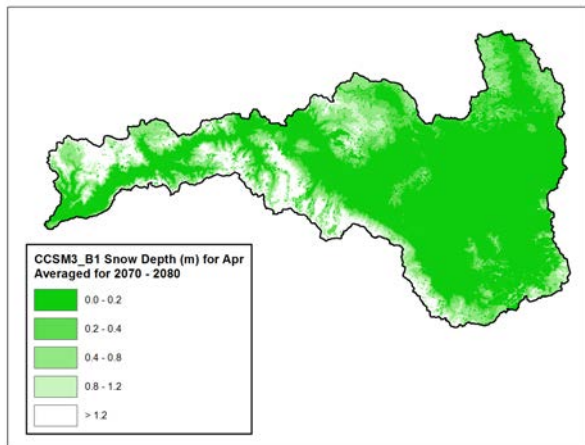 CCSM3_B1 Snow Depth (m) for Apr
Averaged for 2070 - 2080
0.0 - 0.2
0.2 - 0.4
0.4 - 0.8
0.8 - 1.2
> 1.2